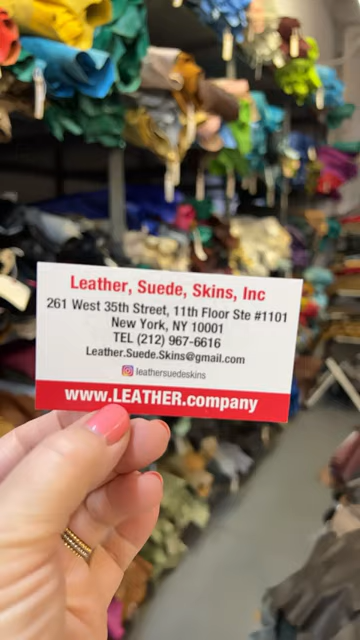 Leather, Suede, Skins, Inc
261 West 35th Street, 11th Floor Ste #1101
New York, NY 10001
TEL (212) 967-6616
Leather.Suede.Skins@gmail.com
leathersuedeskins
www.LEATHER.company